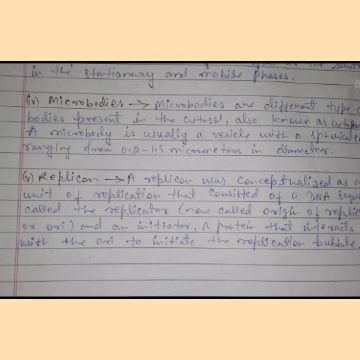 in the stationary and mobile phases.
(iv) Microbodies → Microbodies are different type
bodies present in the cytosol, also known as
A microbody is usually a vesicle with a spherical
ranging from 0.2-1.5 micrometers in diameter.
(v) Replicon → A replicon was conceptualized as a
unit of replication that consisted of a DNA
called the replicator (now called origin of
or ori) and an initiator, a protein that interacts
with the ori to initiate the replication bubble.